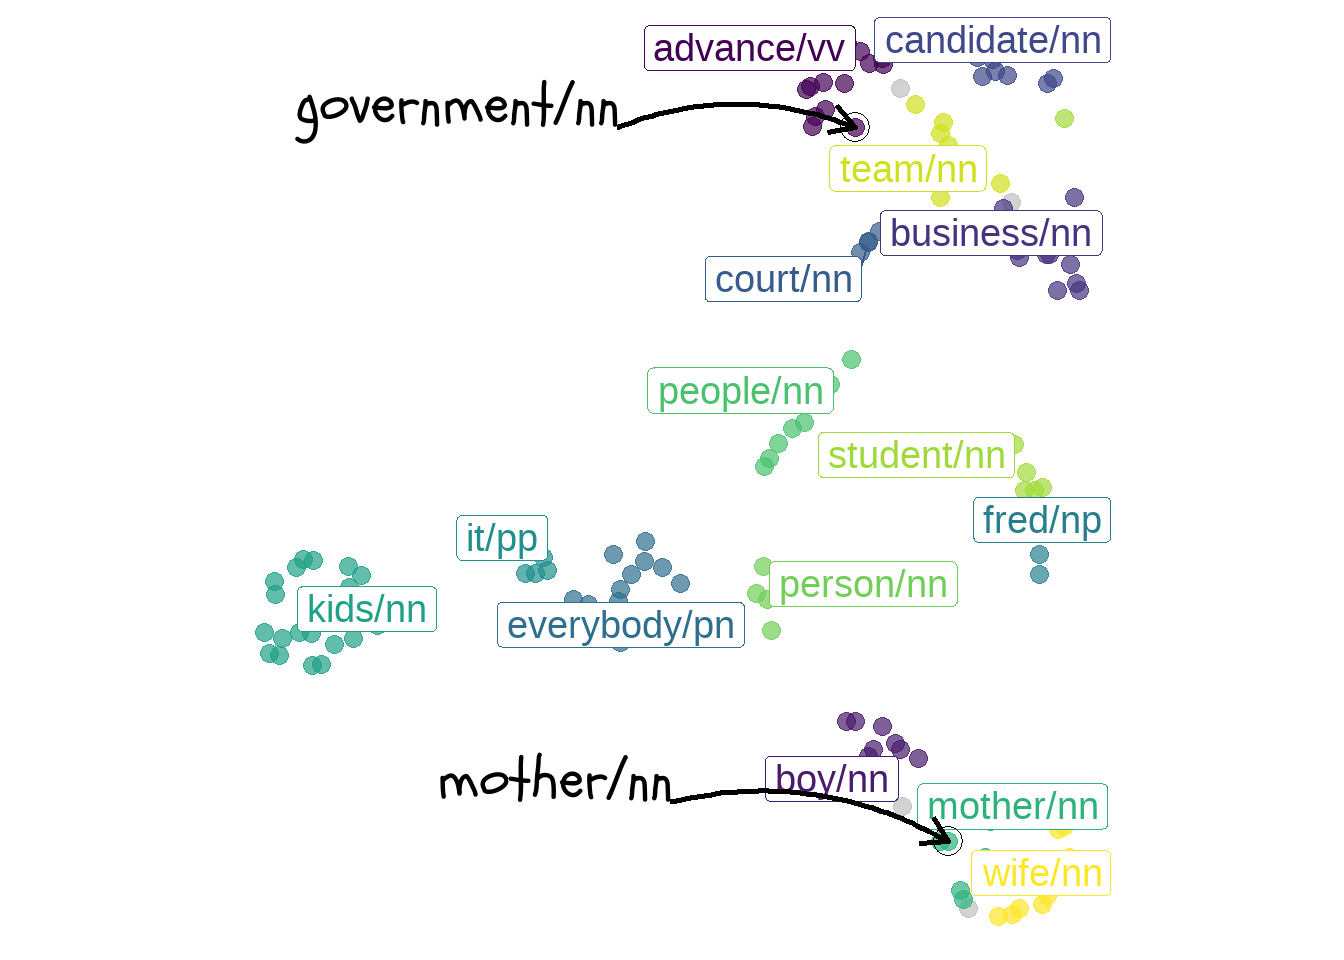 advance/vv
candidate/nn
government/nn
team/nn
business/nn
court/nn
people/nn
student/nn
fred/np
it/pp
person/nn
kids/nn
everybody/pn
mother/nn
boy/nn
mother/nn
wife/nn